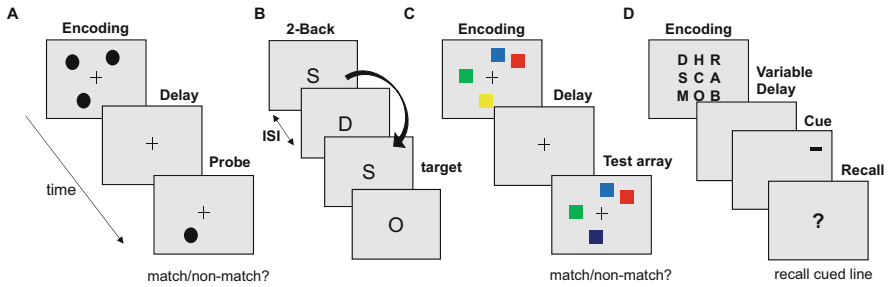 A
Encoding
Delay
Probe
time
match/non-match?
B
2-Back
S
D
ISI
S
target
O
C
Encoding
Delay
Test array
match/non-match?
D
Encoding
D H R
S C A
M O B
Variable
Delay
Cue
Recall
?
recall cued line